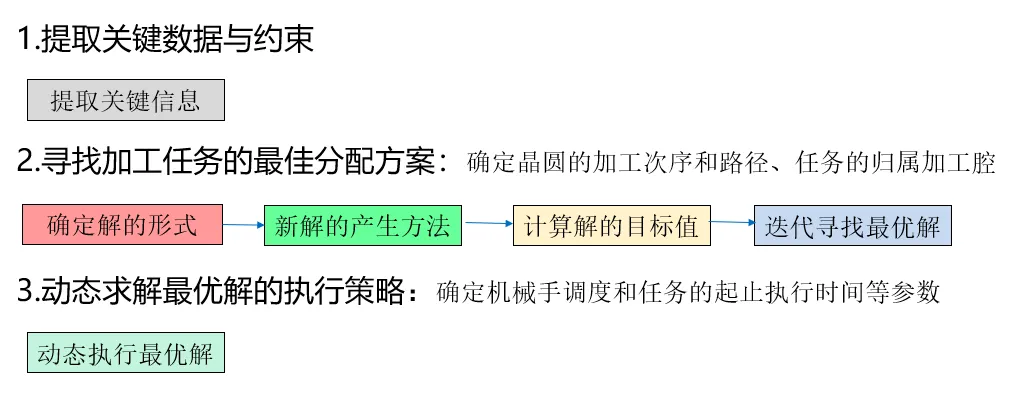 1.提取关键数据与约束
提取关键信息
2.寻找加工任务的最佳分配方案：确定晶圆的加工次序和路径、任务的归属加工腔
确定解的形式
新解的产生方法
计算解的目标值
迭代寻找最优解
3.动态求解最优解的执行策略：确定机械手调度和任务的起止执行时间等参数
动态执行最优解